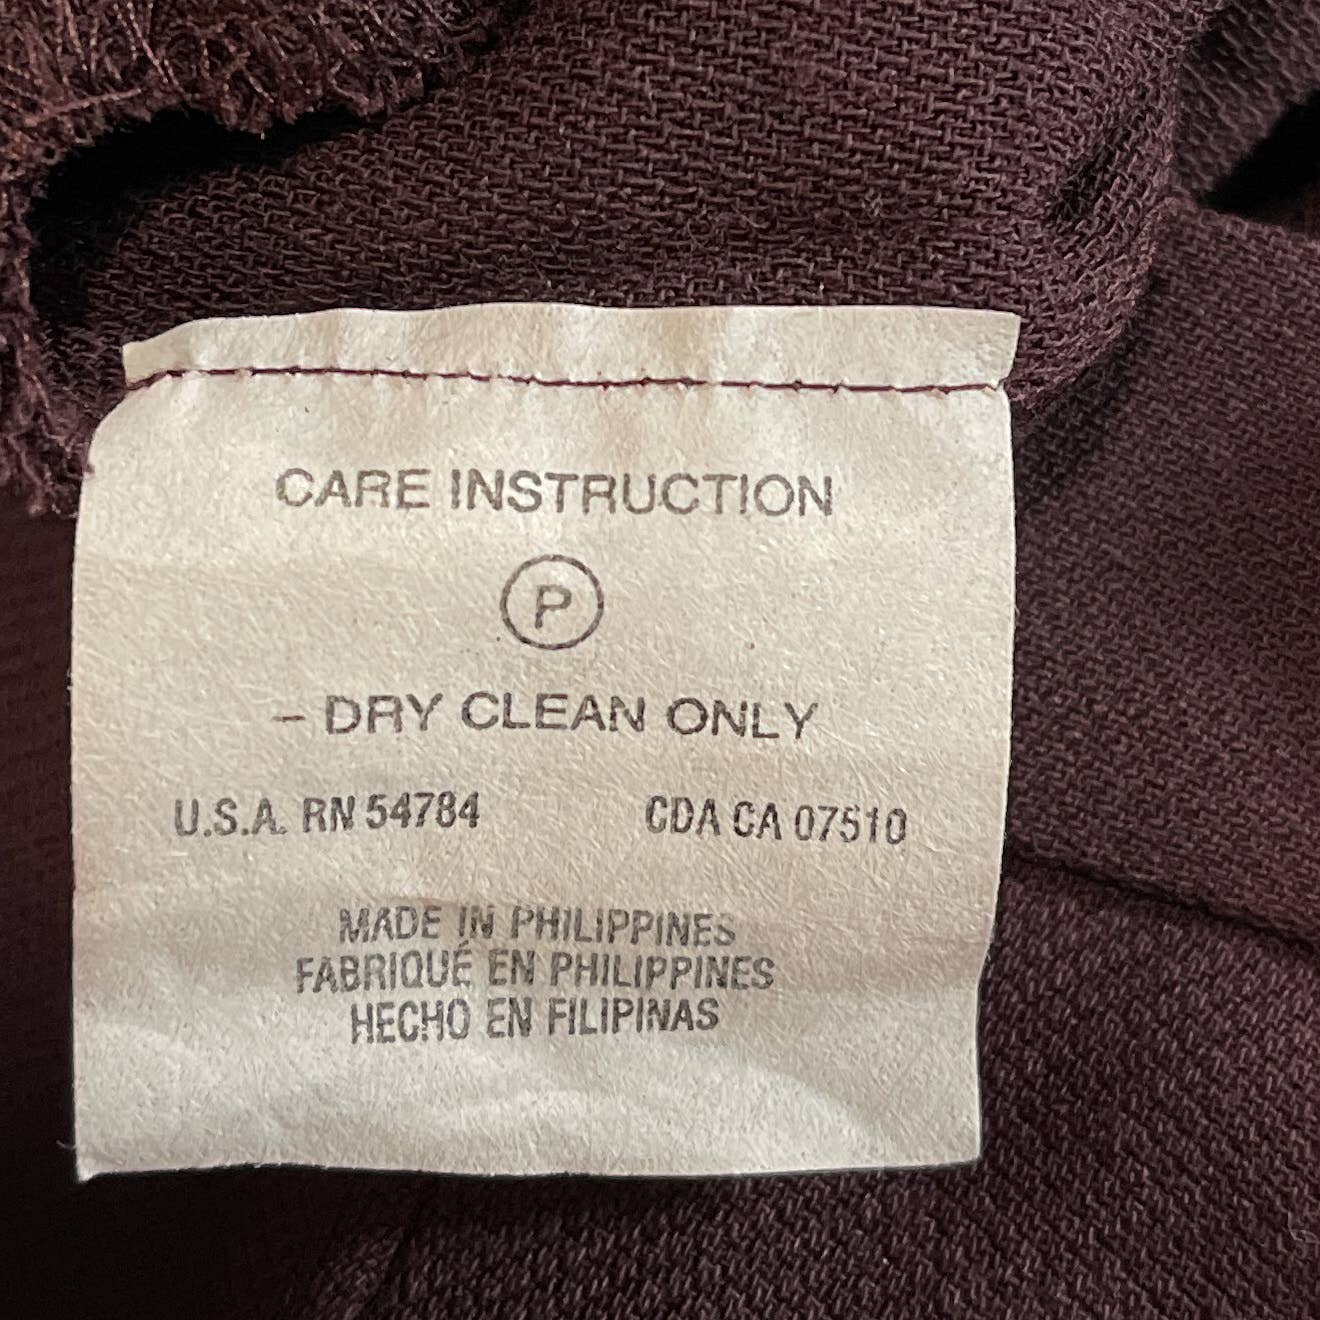 CARE INSTRUCTION
P
– DRY CLEAN ONLY
U.S.A. RN 54784 CDA CA 07510
MADE IN PHILIPPINES
FABRIQUÉ EN PHILIPPINES
HECHO EN FILIPINAS